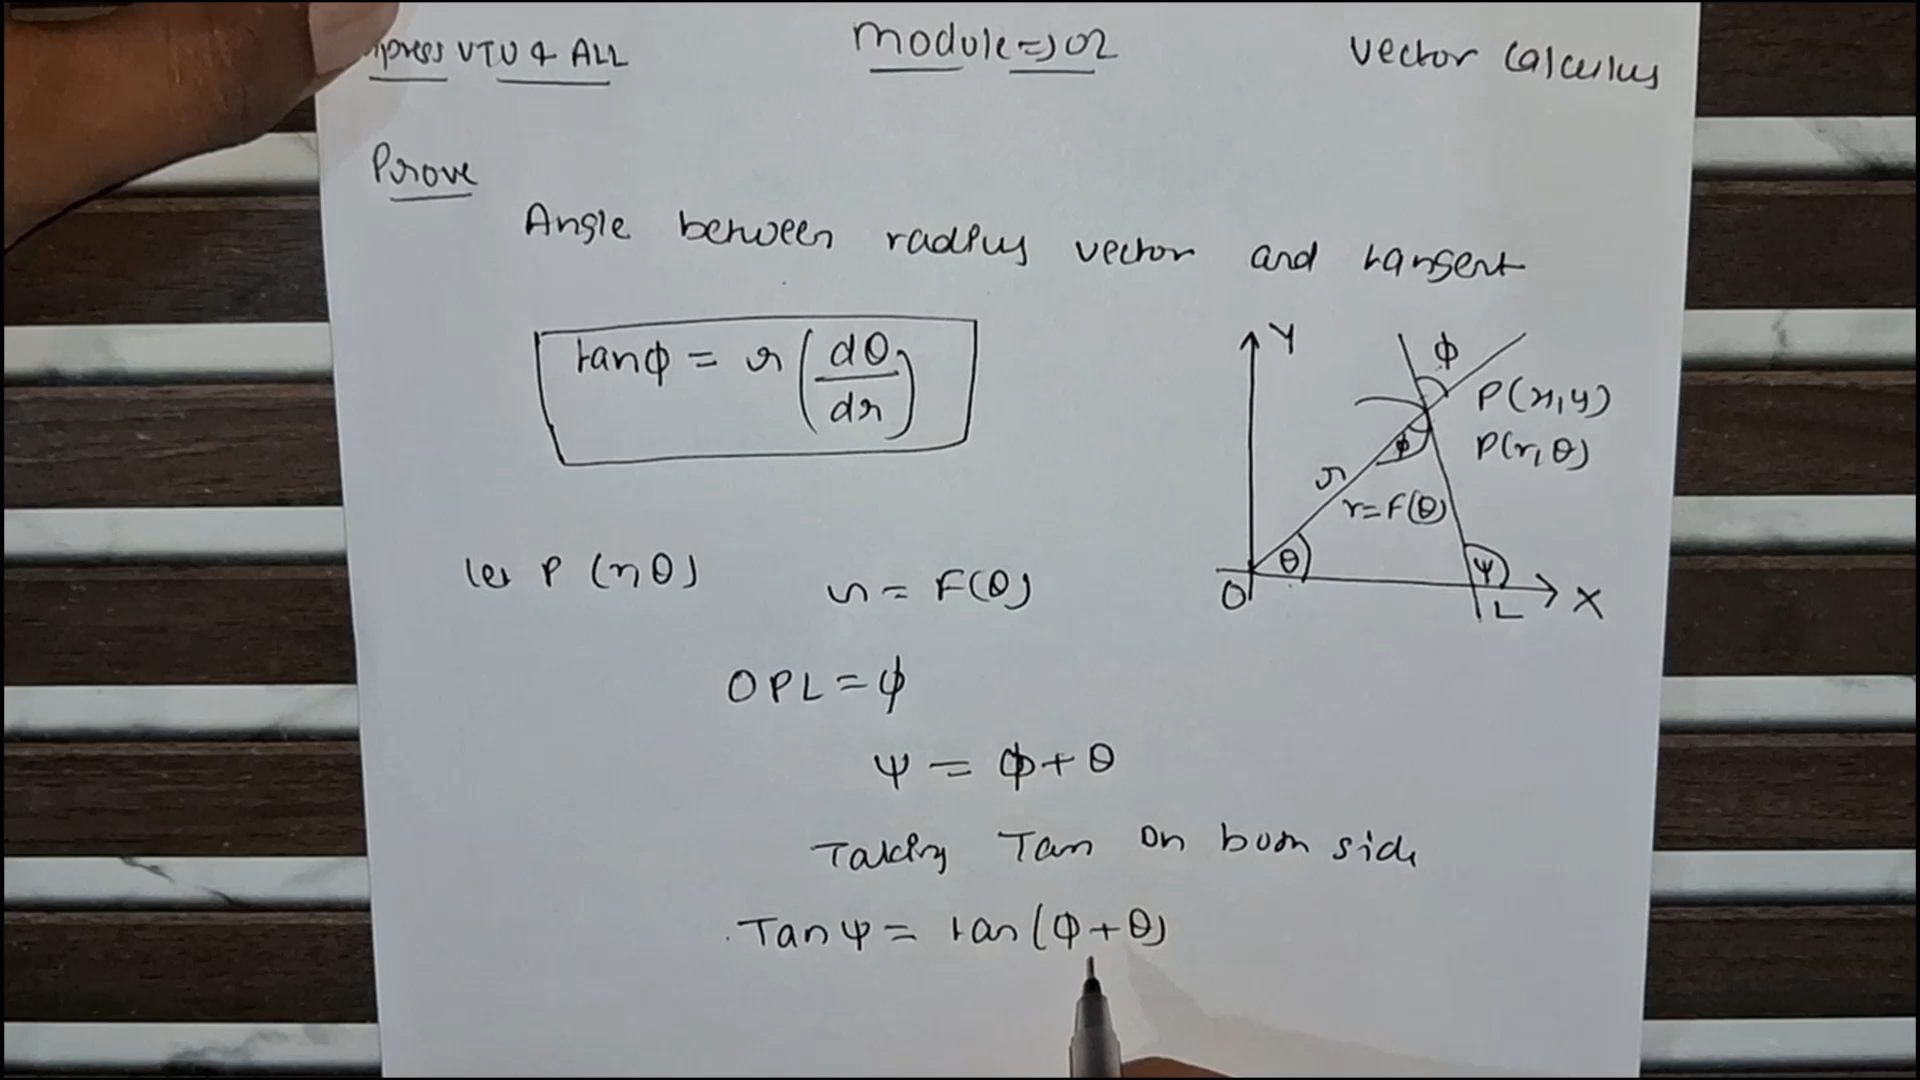 VTU & ALL
Module => 02
Vector Calculus
Prove
Angle between radius vector and tangent
tanϕ = r (dθ/dr)
Y
ϕ
P(x,y)
P(r,θ)
ϕ
r
r=F(θ)
θ
ψ
O
L
X
let P (r,θ) r = F(θ)
OPL = ϕ
ψ = ϕ+θ
Taking Tan on both side
Tan ψ = tan(ϕ+θ)